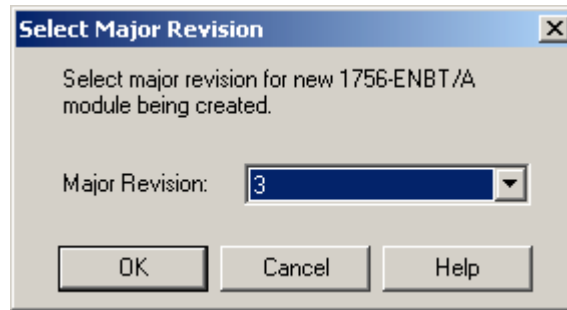 Select Major Revision
Select major revision for new 1756-ENBT/A
module being created.
Major Revision: 3
OK Cancel Help